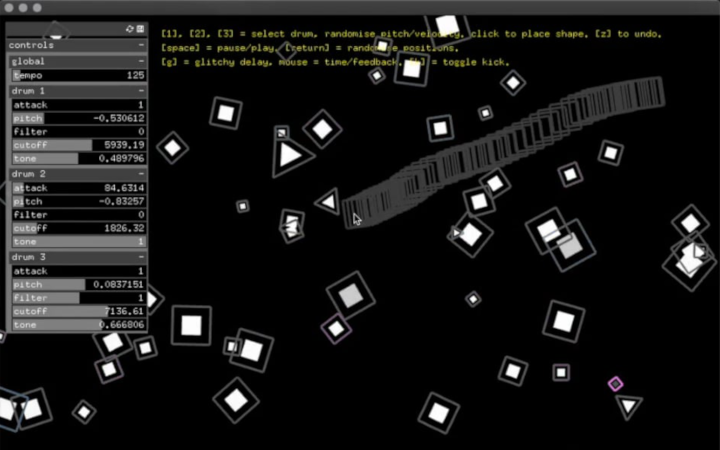 [1], [2], [3] = select drum, randomise pitch/velocity, click to place shape, [z] to undo,
[space] = pause/play, [return] = randomise positions,
[g] = glitchy delay, mouse = time/feedback, = toggle kick,
controls -
global -
tempo 125
drum 1 -
attack 1
pitch -0.530612
filter 0
cutoff 5939.19
tone 0.489796
drum 2 -
attack 84.6314
pitch -0.83257
filter 0
cutoff 1826.32
tone 1
drum 3 -
attack 1
pitch 0.0837151
filter 1
cutoff 7136.61
tone 0.666806